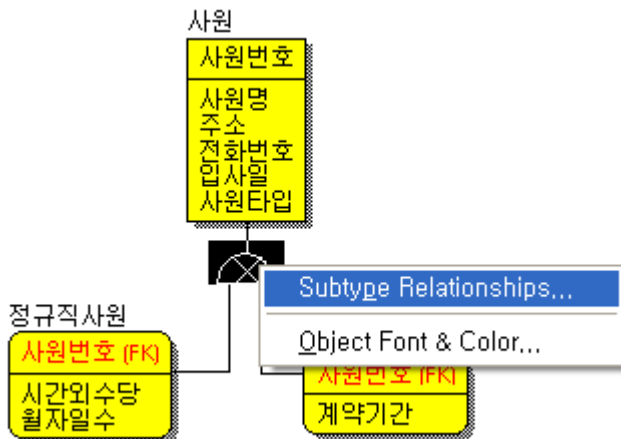 사원
사원번호
사원명
주소
전화번호
입사일
사원타입
Subtype Relationships...
Object Font & Color...
정규직사원
사원번호 (FK)
시간외수당
월차일수
사원번호 (FK)
계약기간